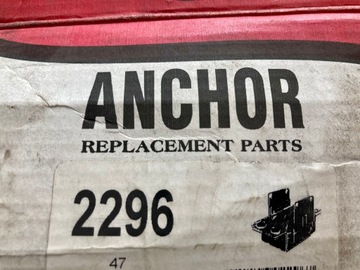 ANCHOR
REPLACEMENT PARTS
2296
47